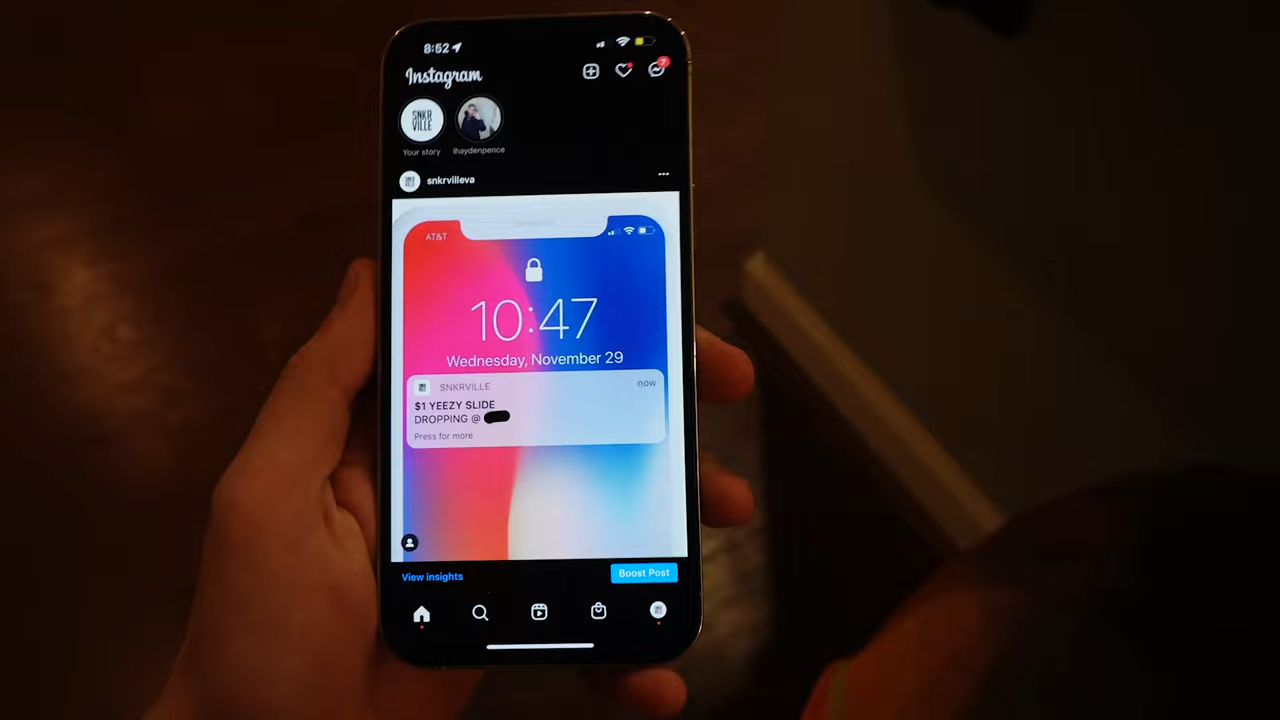 8:52
Instagram
7
SNKR
VILLE
Your story
ihaydenpence
snkrvilleva
AT&T
10:47
Wednesday, November 29
SNKRVILLE
now
$1 YEEZY SLIDE
DROPPING @
Press for more
View insights
Boost Post